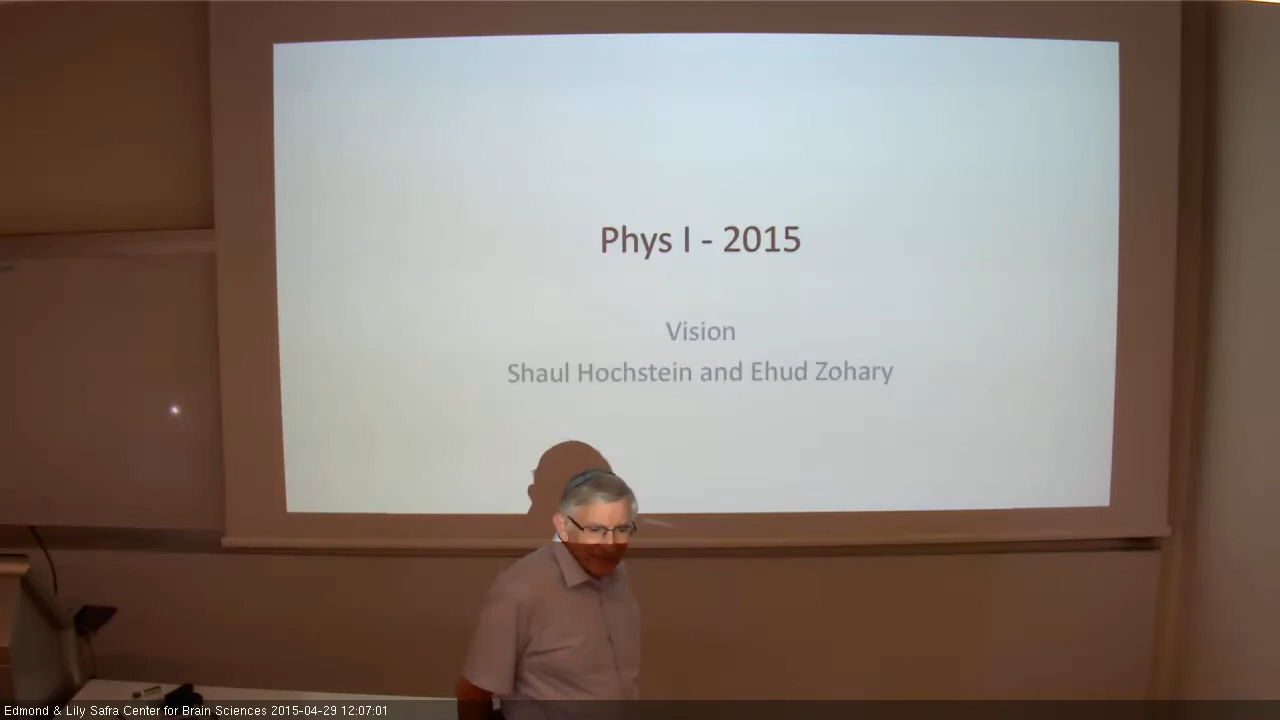 Phys I - 2015
Vision
Shaul Hochstein and Ehud Zohary
Edmond & Lily Safra Center for Brain Sciences 2015-04-29 12:07:01